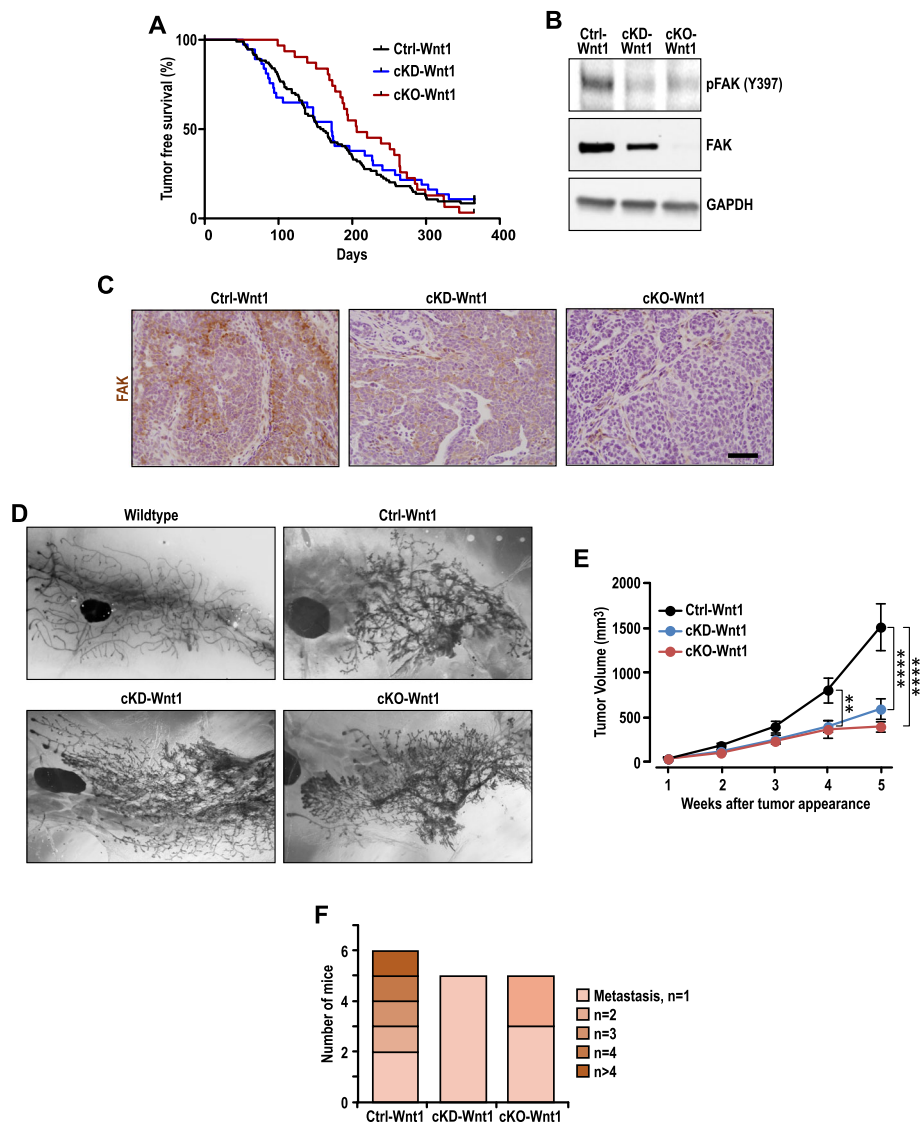 A
Tumor free survival (%)
100
50
0
0 100 200 300 400
Days
Ctrl-Wnt1
cKD-Wnt1
cKO-Wnt1
B
Ctrl- cKD- cKO-
Wnt1 Wnt1 Wnt1
pFAK (Y397)
FAK
GAPDH
C
Ctrl-Wnt1 cKD-Wnt1 cKO-Wnt1
FAK
D
Wildtype Ctrl-Wnt1
cKD-Wnt1 cKO-Wnt1
E
Tumor Volume (mm3)
2000
1500
1000
500
0
Ctrl-Wnt1
cKD-Wnt1
cKO-Wnt1
**
****
****
1 2 3 4 5
Weeks after tumor appearance
F
Number of mice
6
4
2
0
Ctrl-Wnt1 cKD-Wnt1 cKO-Wnt1
Metastasis, n=1
n=2
n=3
n=4
n>4